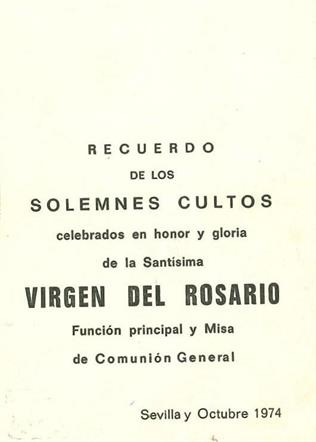 RECUERDO
DE LOS
SOLEMNES CULTOS
celebrados en honor y gloria
de la Santísima
VIRGEN DEL ROSARIO
Función principal y Misa
de Comunión General
Sevilla y Octubre 1974